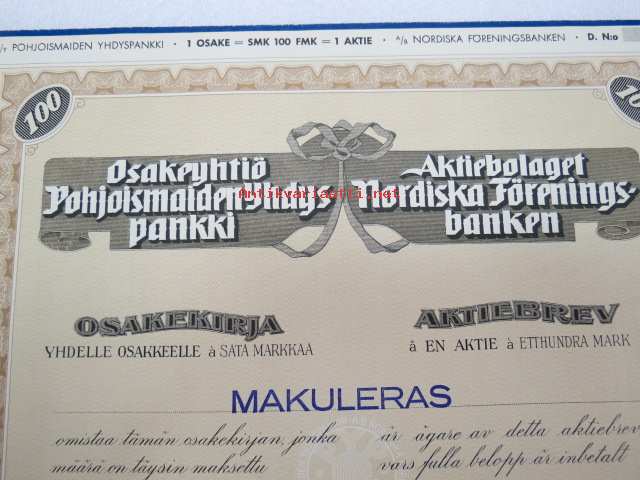 POHJOISMAIDEN YHDYSPANKKI · 1 OSAKE = SMK 100 FMK = 1 AKTIE · A/B NORDISKA FÖRENINGSBANKEN · D. N:o
100
10
Osakeyhtiö
Pohjoismaiden
pankki
Aktiebolaget
Nordiska Förenings-
banken
Antikvariaatti.net
OSAKEKIRJA
YHDELLE OSAKKEELLE à SATA MARKKAA
AKTIEBREV
å EN AKTIE à ETTHUNDRA MARK
MAKULERAS
omistaa tämän osakekirjan, jonka
määrä en täysin maksettu
är ägare av detta aktiebrev
vars fulla belopp är inbetalt